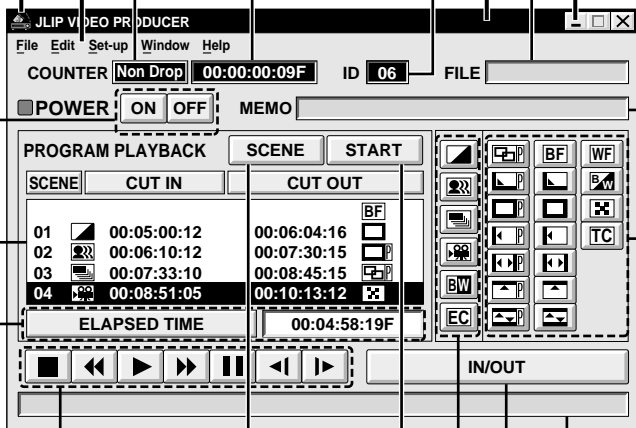 JLIP VIDEO PRODUCER
File Edit Set-up Window Help
COUNTER Non Drop 00:00:00:09F ID 06 FILE
POWER ON OFF MEMO
PROGRAM PLAYBACK SCENE START
SCENE CUT IN CUT OUT
BF
01 00:05:00:12 00:06:04:16
02 00:06:10:12 00:07:30:15 P
03 00:07:33:10 00:08:45:15 P
04 00:08:51:05 00:10:13:12
ELAPSED TIME 00:04:58:19F
BW
EC
P BF WF
P B/W
P
P TC
P
P
P
IN/OUT